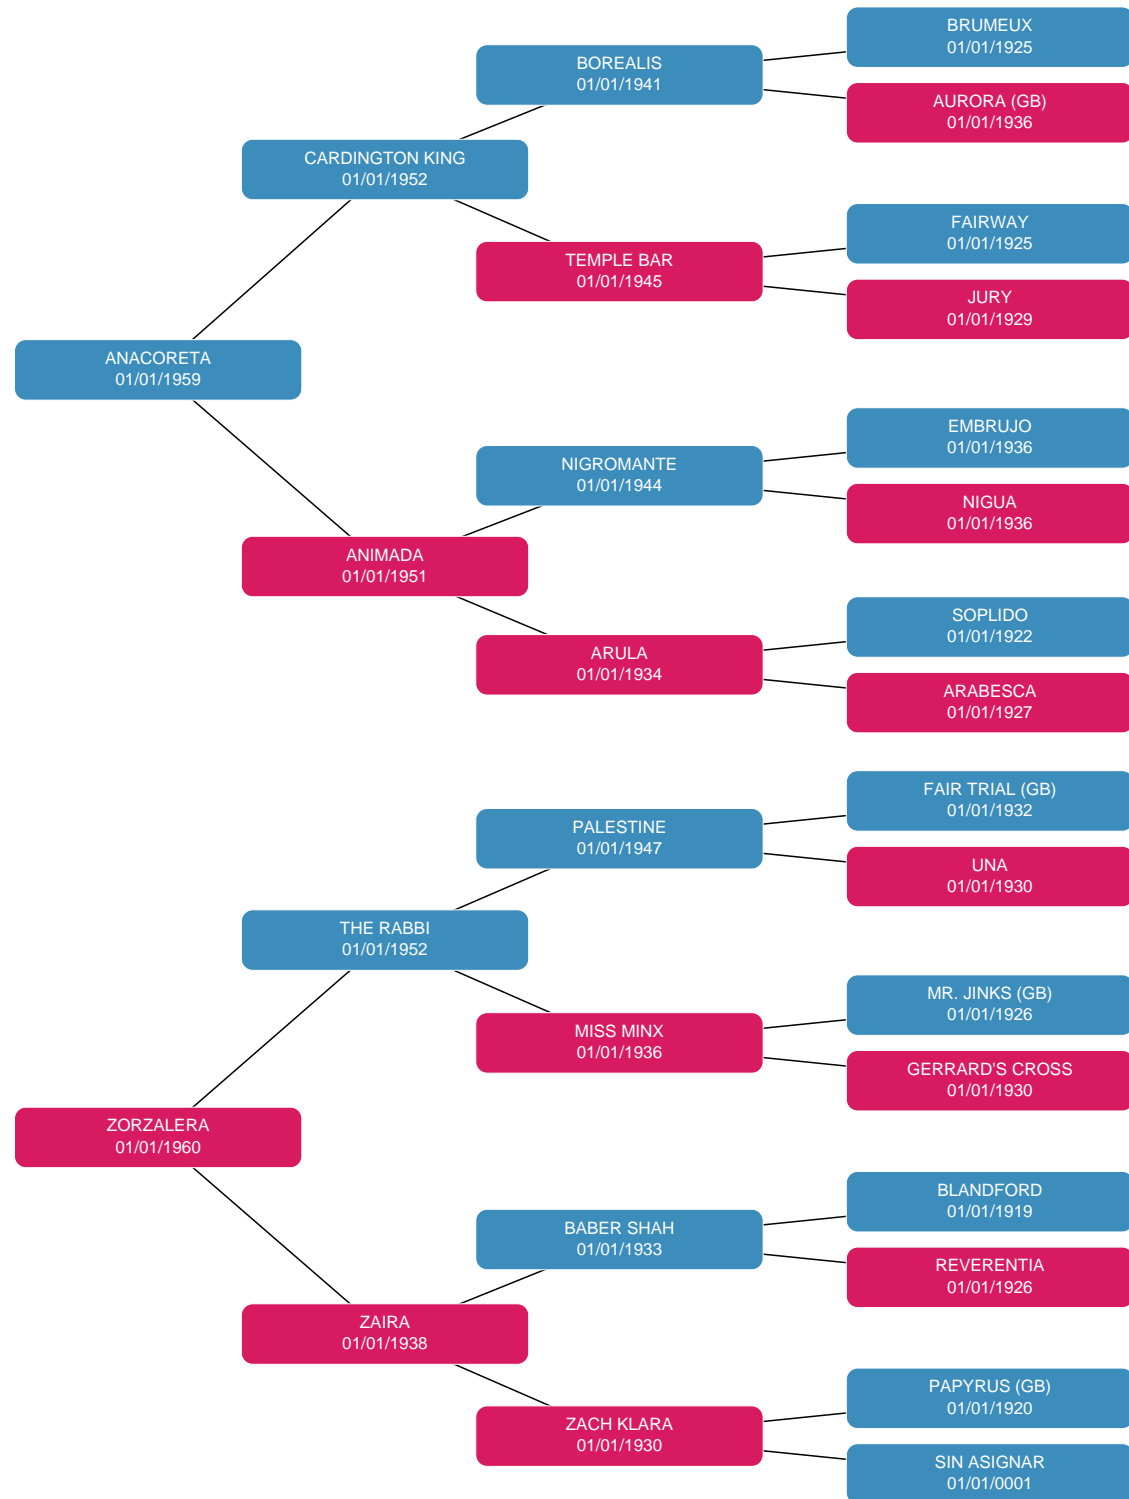 BRUMEUX
01/01/1925
BOREALIS
01/01/1941
AURORA (GB)
01/01/1936
CARDINGTON KING
01/01/1952
FAIRWAY
01/01/1925
TEMPLE BAR
01/01/1945
JURY
01/01/1929
ANACORETA
01/01/1959
EMBRUJO
01/01/1936
NIGROMANTE
01/01/1944
NIGUA
01/01/1936
ANIMADA
01/01/1951
SOPLIDO
01/01/1922
ARULA
01/01/1934
ARABESCA
01/01/1927
FAIR TRIAL (GB)
01/01/1932
PALESTINE
01/01/1947
UNA
01/01/1930
THE RABBI
01/01/1952
MR. JINKS (GB)
01/01/1926
MISS MINX
01/01/1936
GERRARD'S CROSS
01/01/1930
ZORZALERA
01/01/1960
BLANDFORD
01/01/1919
BABER SHAH
01/01/1933
REVERENTIA
01/01/1926
ZAIRA
01/01/1938
PAPYRUS (GB)
01/01/1920
ZACH KLARA
01/01/1930
SIN ASIGNAR
01/01/0001